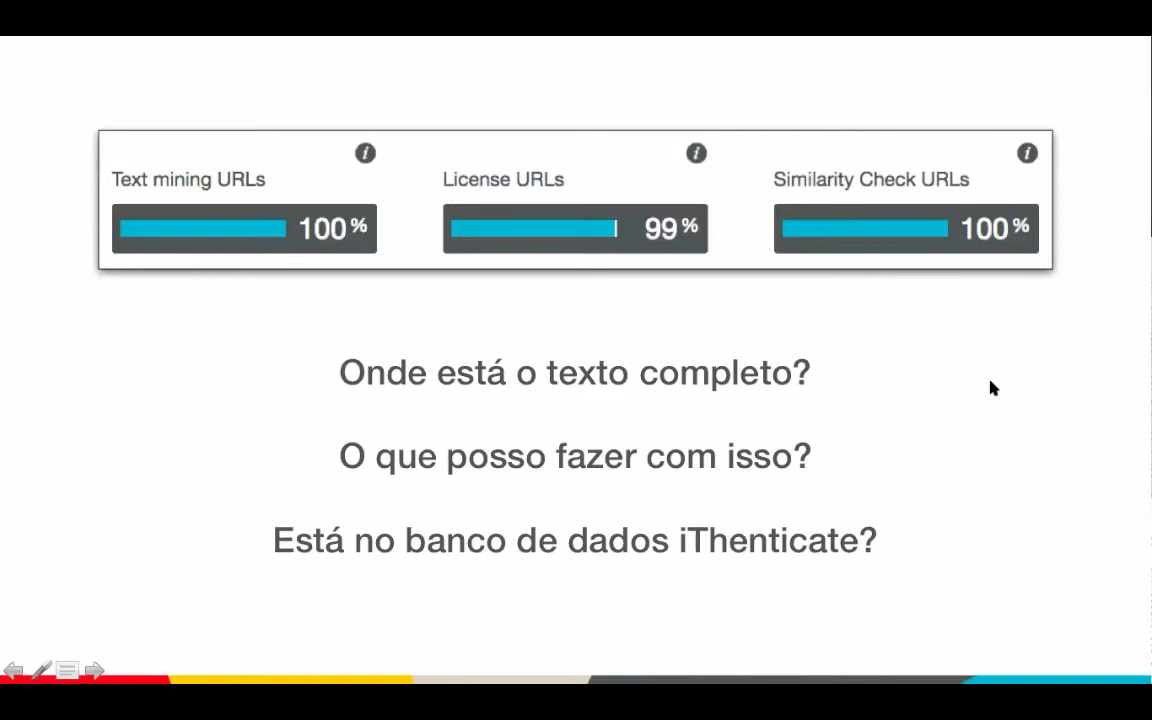 Text mining URLs
100%
License URLs
99%
Similarity Check URLs
100%
Onde está o texto completo?
O que posso fazer com isso?
Está no banco de dados iThenticate?